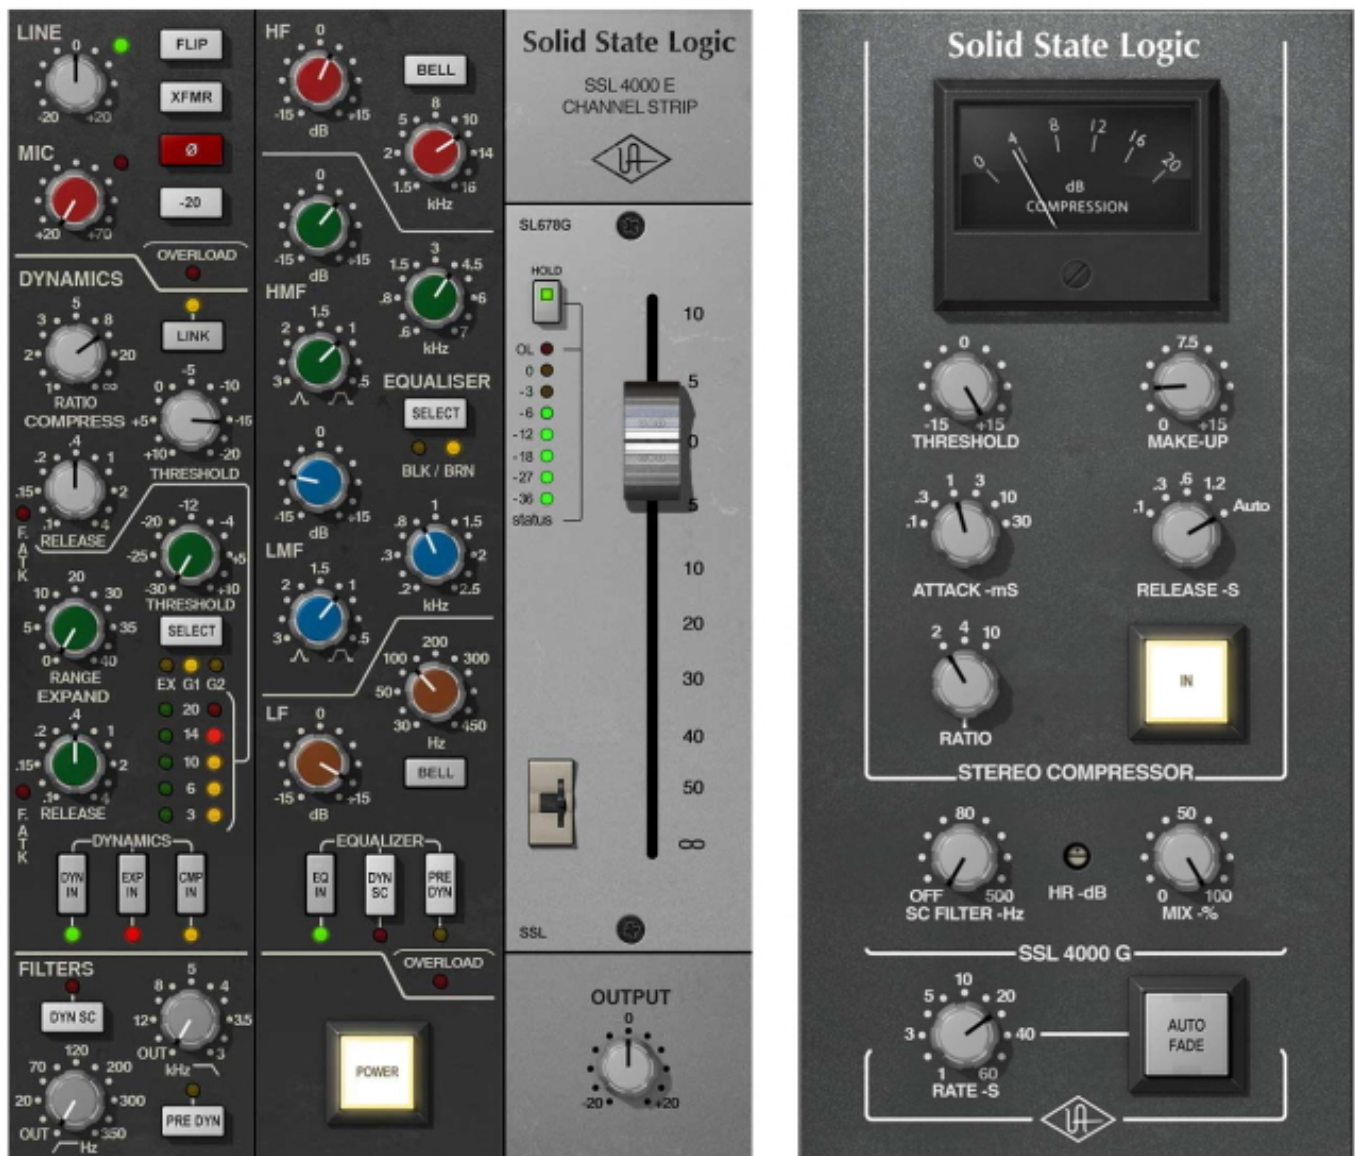 LINE
0
-20 +20
FLIP
XFMR
MIC
Ø
+20 +70
-20
OVERLOAD
DYNAMICS
LINK
5
3 8
2 20
1 ∞
RATIO
COMPRESS
-5
0 -10
+5 -15
+10 -20
THRESHOLD
.4
.2 1
.15 2
.1 4
RELEASE
F.ATK
-12
-20 -4
-25 +5
-30 +10
THRESHOLD
20
10 30
5 35
0 40
RANGE
EXPAND
SELECT
EX G1 G2
20
14
10
6
3
.4
.2 1
.15 2
.1 4
RELEASE
F.ATK
DYNAMICS
DYN IN
EXP IN
CMP IN
FILTERS
DYN SC
5
8 4
12 3.5
OUT 3
kHz
120
70 200
20 300
OUT 350
Hz
PRE DYN
HF
0
-15 +15
dB
BELL
8
5 10
2 14
1.5 16
kHz
0
-15 +15
dB
HMF
3
1.5 4.5
.8 6
.6 7
kHz
1.5
2 1
3 .5
EQUALISER
SELECT
BLK / BRN
0
-15 +15
dB
LMF
1
.8 1.5
.3 2
.2 2.5
kHz
1.5
2 1
3 .5
200
100 300
50
30 450
Hz
LF
0
-15 +15
dB
BELL
EQUALIZER
EQ IN
DYN SC
PRE DYN
OVERLOAD
POWER
Solid State Logic
SSL 4000 E
CHANNEL STRIP
UA
SL678G
HOLD
OL
0
-3
-6
-12
-18
-27
-36
status
10
5
0
5
10
20
30
40
50
∞
SSL
OUTPUT
0
-20 +20
Solid State Logic
0 4 8 12 16 20
dB
COMPRESSION
0
-15 +15
THRESHOLD
7.5
0 +15
MAKE-UP
1 3
.3 10
.1 30
ATTACK -mS
.6
.3 1.2
.1 Auto
RELEASE -S
4
2 10
RATIO
IN
STEREO COMPRESSOR
80
OFF 500
SC FILTER -Hz
HR -dB
50
0 100
MIX -%
SSL 4000 G
10
5 20
3 40
1 60
RATE -S
AUTO
FADE
UA